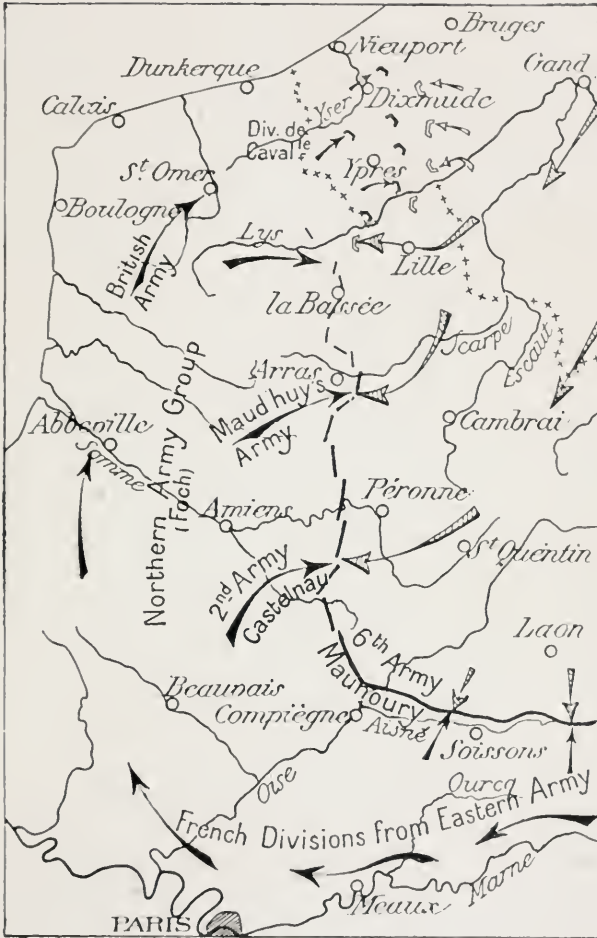 Bruges
Nieuport
Gand
Dunkerque
Dixmude
Calais
Yser
Div. de
Cavalle
St. Omer
Ypres
Boulogne
Lys
British
Army
Lille
la Bassée
Scarpe
Escaut
Arras
Maud'huy's
Army
Cambrai
Abbeville
Somme
Northern Army Group
(Foch)
Amiens
Péronne
2nd Army
Castelnau
St Quentin
6th Army
Maunoury
Laon
Beauvais
Compiègne
Aisne
Soissons
Oise
Ourcq
French Divisions from Eastern Army
Marne
Meaux
PARIS